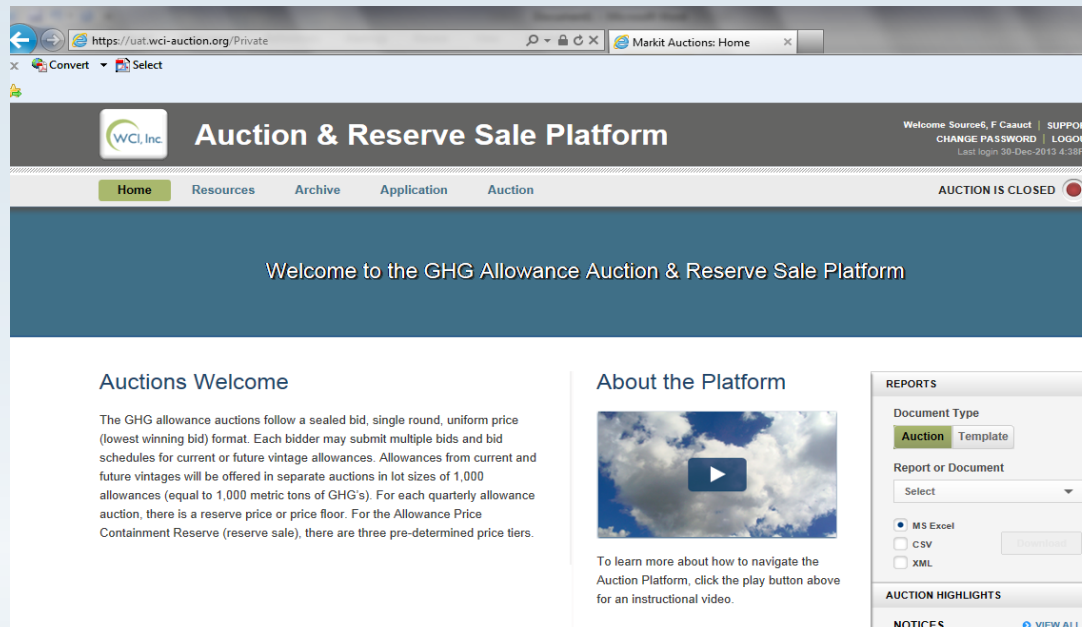 https://uat.wci-auction.org/Private
Markit Auctions: Home
x Convert Select
WCI, Inc.
Auction & Reserve Sale Platform
Welcome Source6, F Caauct | SUPPOR
CHANGE PASSWORD | LOGOU
Last login 30-Dec-2013 4:38P
Home Resources Archive Application Auction
AUCTION IS CLOSED
Welcome to the GHG Allowance Auction & Reserve Sale Platform
Auctions Welcome
The GHG allowance auctions follow a sealed bid, single round, uniform price
(lowest winning bid) format. Each bidder may submit multiple bids and bid
schedules for current or future vintage allowances. Allowances from current and
future vintages will be offered in separate auctions in lot sizes of 1,000
allowances (equal to 1,000 metric tons of GHG's). For each quarterly allowance
auction, there is a reserve price or price floor. For the Allowance Price
Containment Reserve (reserve sale), there are three pre-determined price tiers.
About the Platform
To learn more about how to navigate the
Auction Platform, click the play button above
for an instructional video.
REPORTS
Document Type
Auction Template
Report or Document
Select
MS Excel
CSV
Download
XML
AUCTION HIGHLIGHTS
NOTICES VIEW ALL